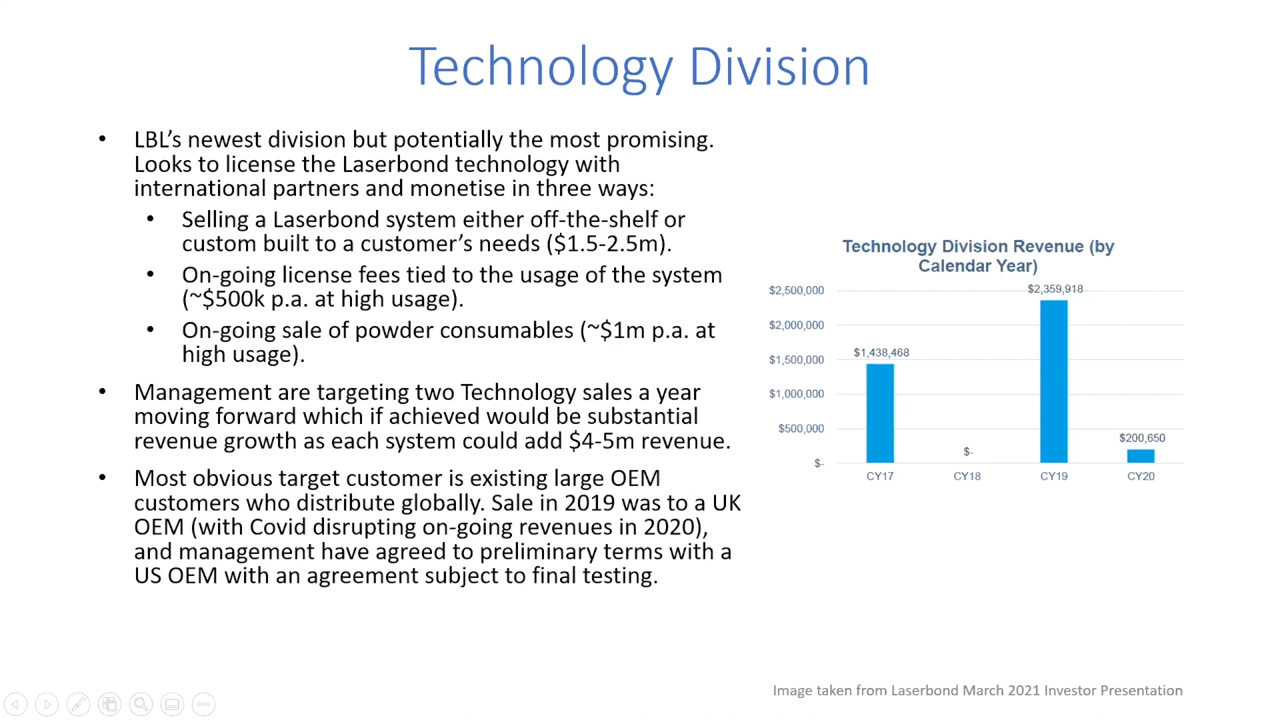 Technology Division
• LBL's newest division but potentially the most promising.
Looks to license the Laserbond technology with
international partners and monetise in three ways:
• Selling a Laserbond system either off-the-shelf or
custom built to a customer's needs ($1.5-2.5m).
• On-going license fees tied to the usage of the system
(~$500k p.a. at high usage).
• On-going sale of powder consumables (~$1m p.a. at
high usage).
• Management are targeting two Technology sales a year
moving forward which if achieved would be substantial
revenue growth as each system could add $4-5m revenue.
• Most obvious target customer is existing large OEM
customers who distribute globally. Sale in 2019 was to a UK
OEM (with Covid disrupting on-going revenues in 2020),
and management have agreed to preliminary terms with a
US OEM with an agreement subject to final testing.
Technology Division Revenue (by
Calendar Year)
$2,500,000
$2,000,000
$1,500,000
$1,000,000
$500,000
$-
$1,438,468
$-
$2,359,918
$200,650
CY17 CY18 CY19 CY20
Image taken from Laserbond March 2021 Investor Presentation